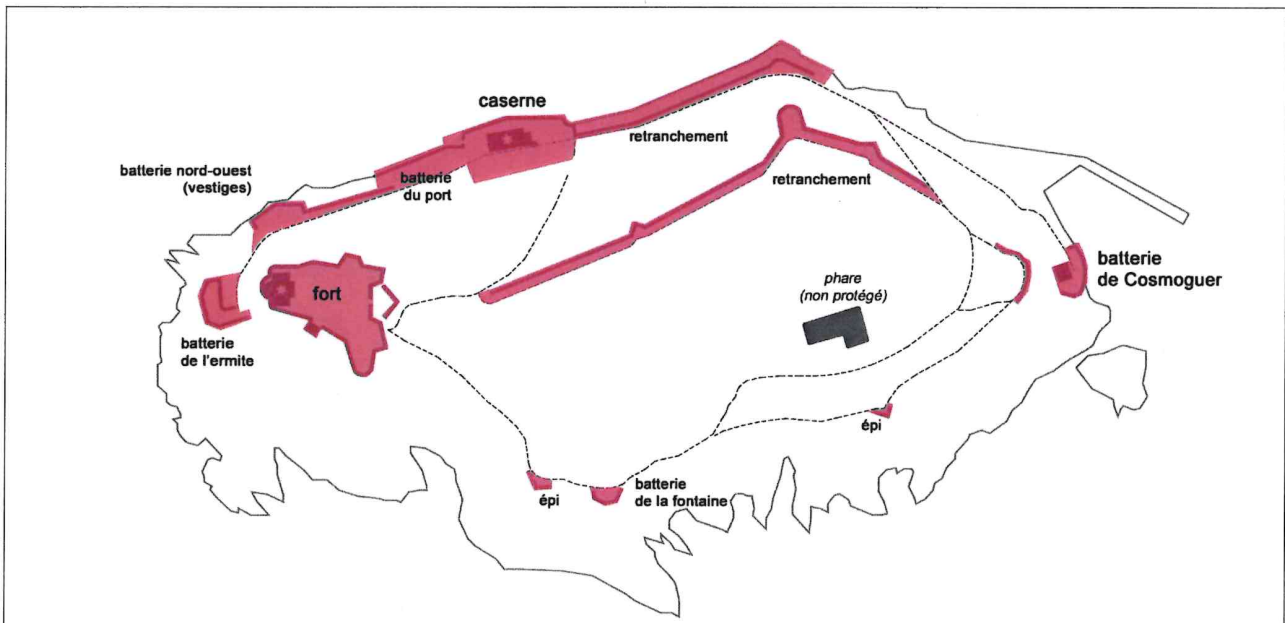 caserne
retranchement
batterie nord-ouest
(vestiges)
batterie
du port
retranchement
batterie
de Cosmoguer
phare
(non protégé)
fort
batterie
de l'ermite
épi
épi
batterie
de la fontaine